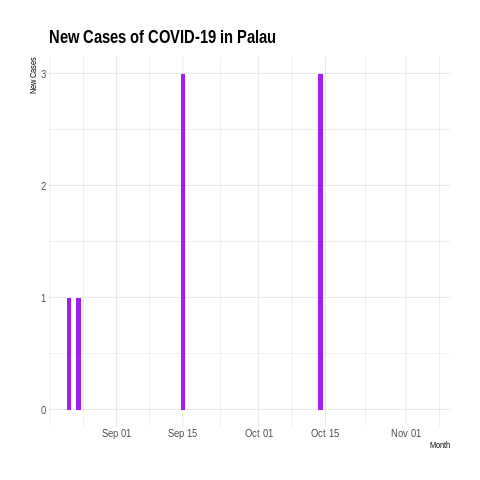 New Cases of COVID-19 in Palau
New Cases
3
2
1
0
Sep 01
Sep 15
Oct 01
Oct 15
Nov 01
Month